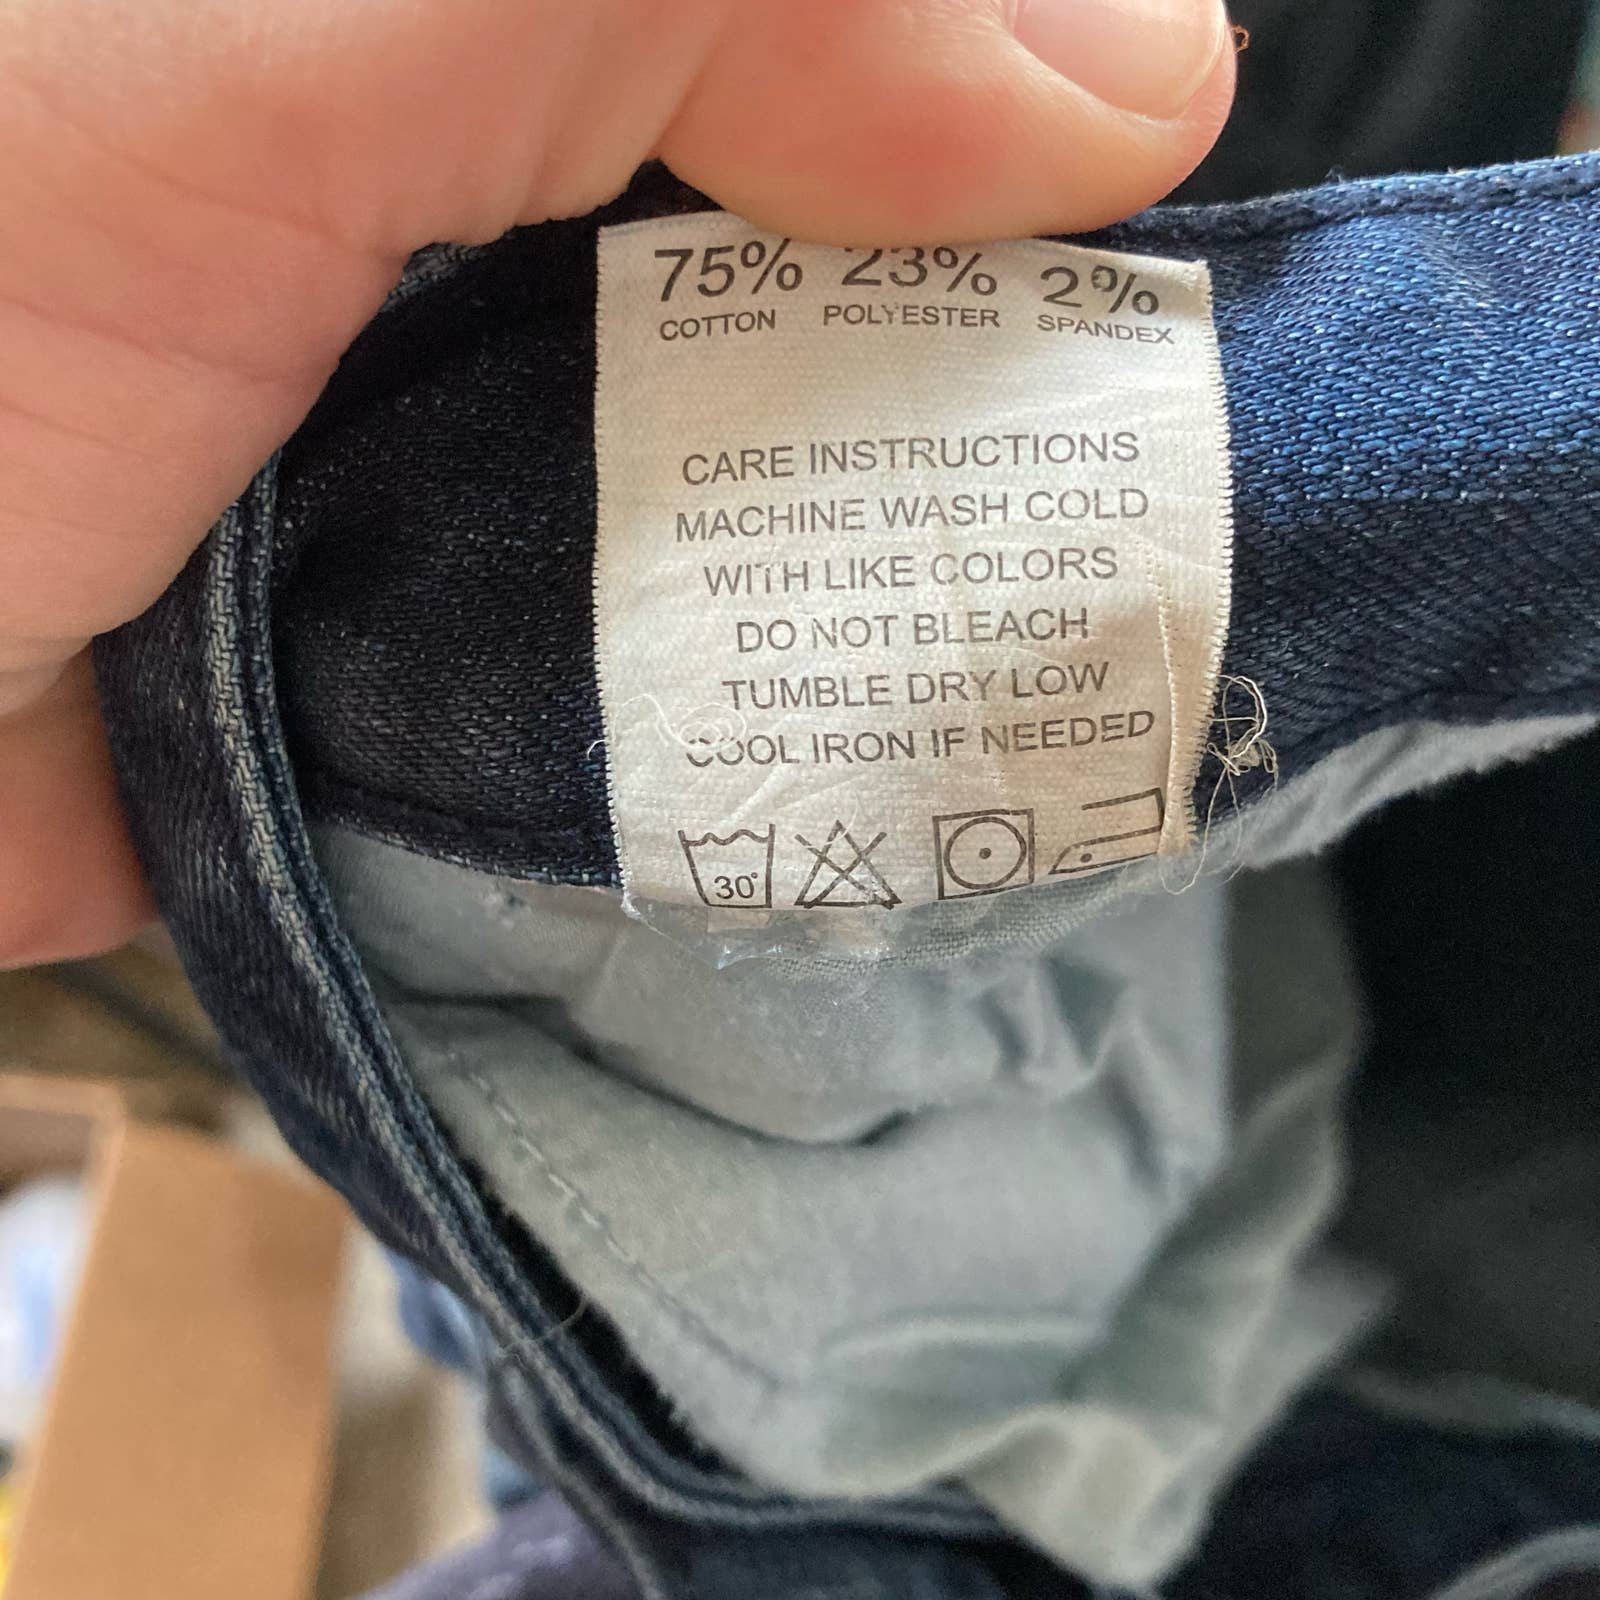 75% 23% 2%
COTTON POLYESTER SPANDEX
CARE INSTRUCTIONS
MACHINE WASH COLD
WITH LIKE COLORS
DO NOT BLEACH
TUMBLE DRY LOW
COOL IRON IF NEEDED
30°